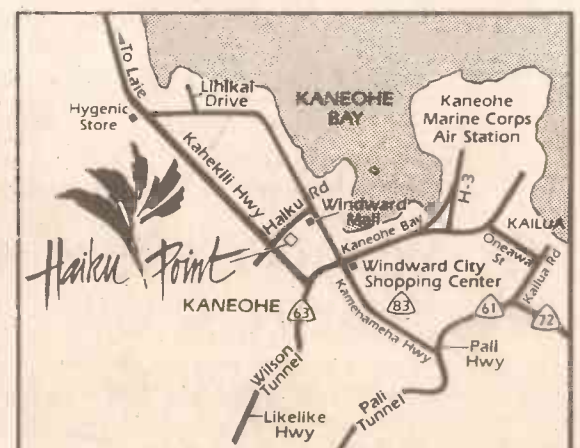 To Laie
Lihikai
Drive
KANEOHE
BAY
Kaneohe
Marine Corps
Air Station
Hygenic
Store
Kahekili Hwy
Haiku Rd
Windward
Mall
Kaneohe Bay
H-3
KAILUA
Oneawa
St
Kailua Rd
Haiku Point
KANEOHE
Windward City
Shopping Center
63
83
61
72
Kamehameha Hwy
Pali
Hwy
Wilson
Tunnel
Likelike
Hwy
Pali
Tunnel